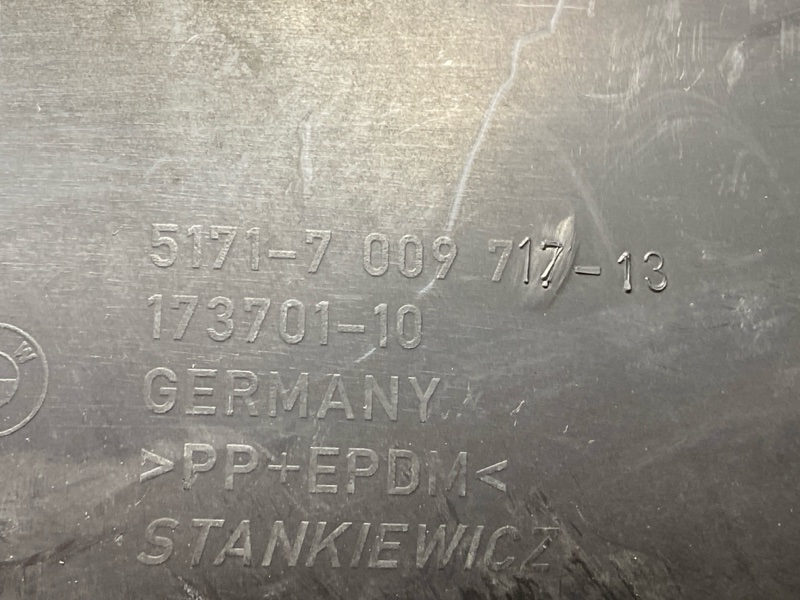 5171-7 009 717-13
173701-10
GERMANY
>PP+EPDM<
STANKIEWICZ
W